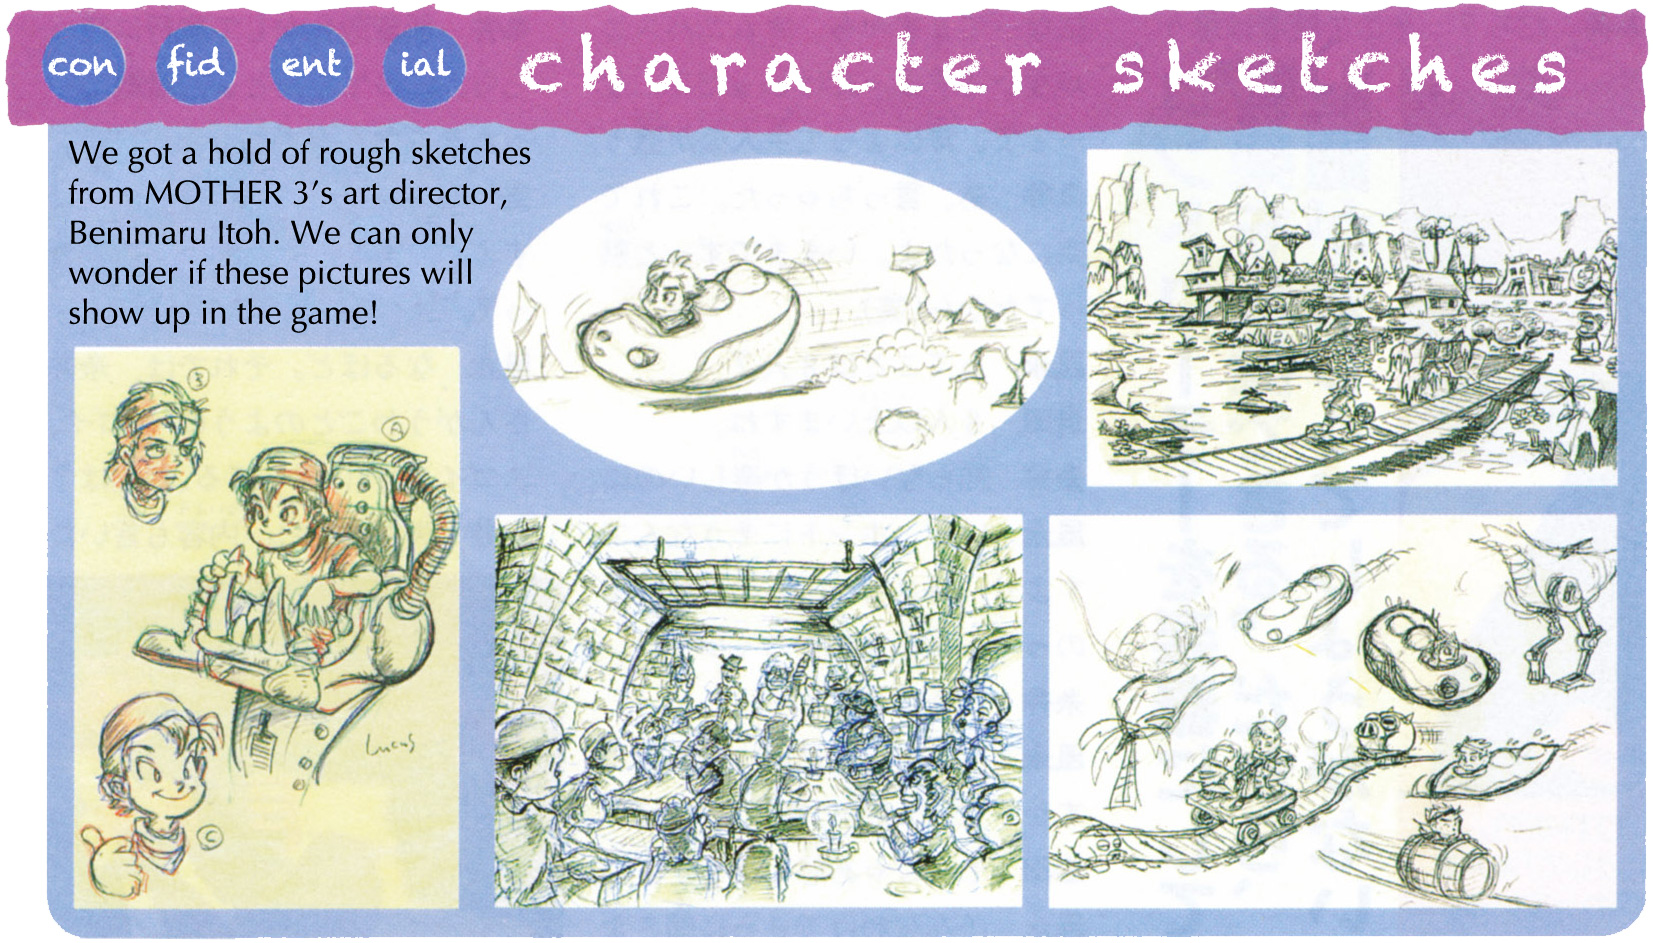 con fid ent ial
character sketches
We got a hold of rough sketches
from MOTHER 3's art director,
Benimaru Itoh. We can only
wonder if these pictures will
show up in the game!
B
A
Lucas
C